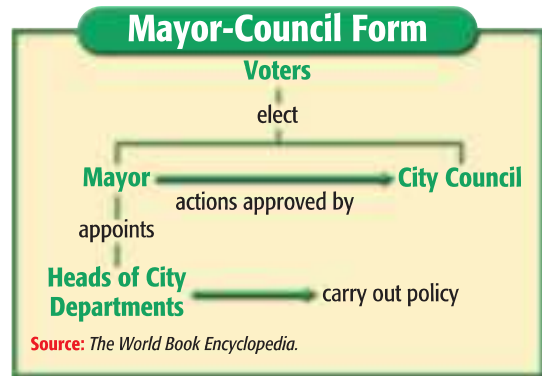 Mayor-Council Form
Voters
elect
Mayor
City Council
actions approved by
appoints
Heads of City
Departments
carry out policy
Source: The World Book Encyclopedia.